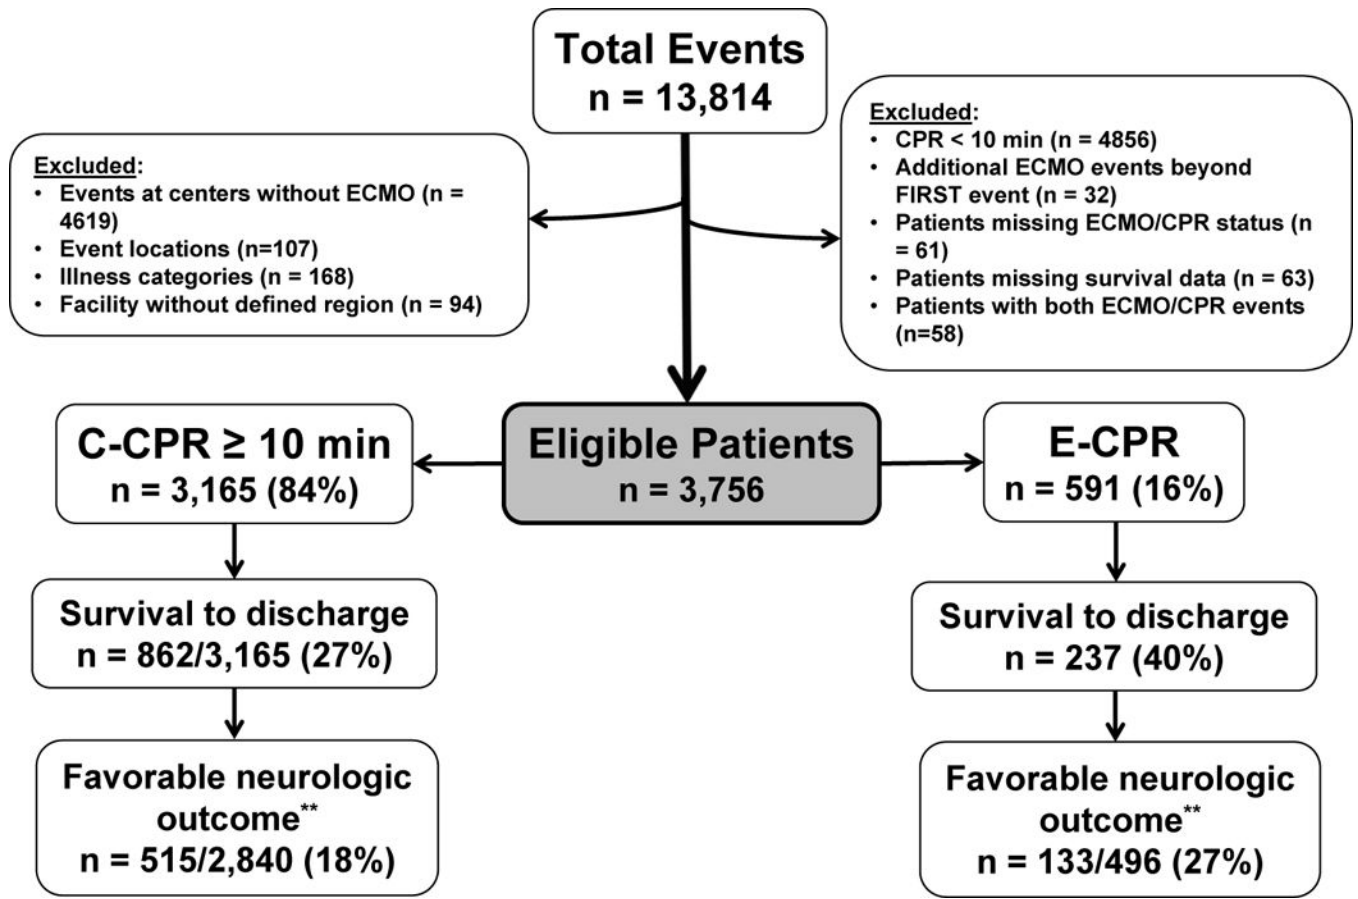 Total Events
n = 13,814
Excluded:
• Events at centers without ECMO (n =
4619)
• Event locations (n=107)
• Illness categories (n = 168)
• Facility without defined region (n = 94)
Excluded:
• CPR < 10 min (n = 4856)
• Additional ECMO events beyond
FIRST event (n = 32)
• Patients missing ECMO/CPR status (n
= 61)
• Patients missing survival data (n = 63)
• Patients with both ECMO/CPR events
(n=58)
Eligible Patients
n = 3,756
C-CPR ≥ 10 min
n = 3,165 (84%)
Survival to discharge
n = 862/3,165 (27%)
Favorable neurologic
outcome**
n = 515/2,840 (18%)
E-CPR
n = 591 (16%)
Survival to discharge
n = 237 (40%)
Favorable neurologic
outcome**
n = 133/496 (27%)